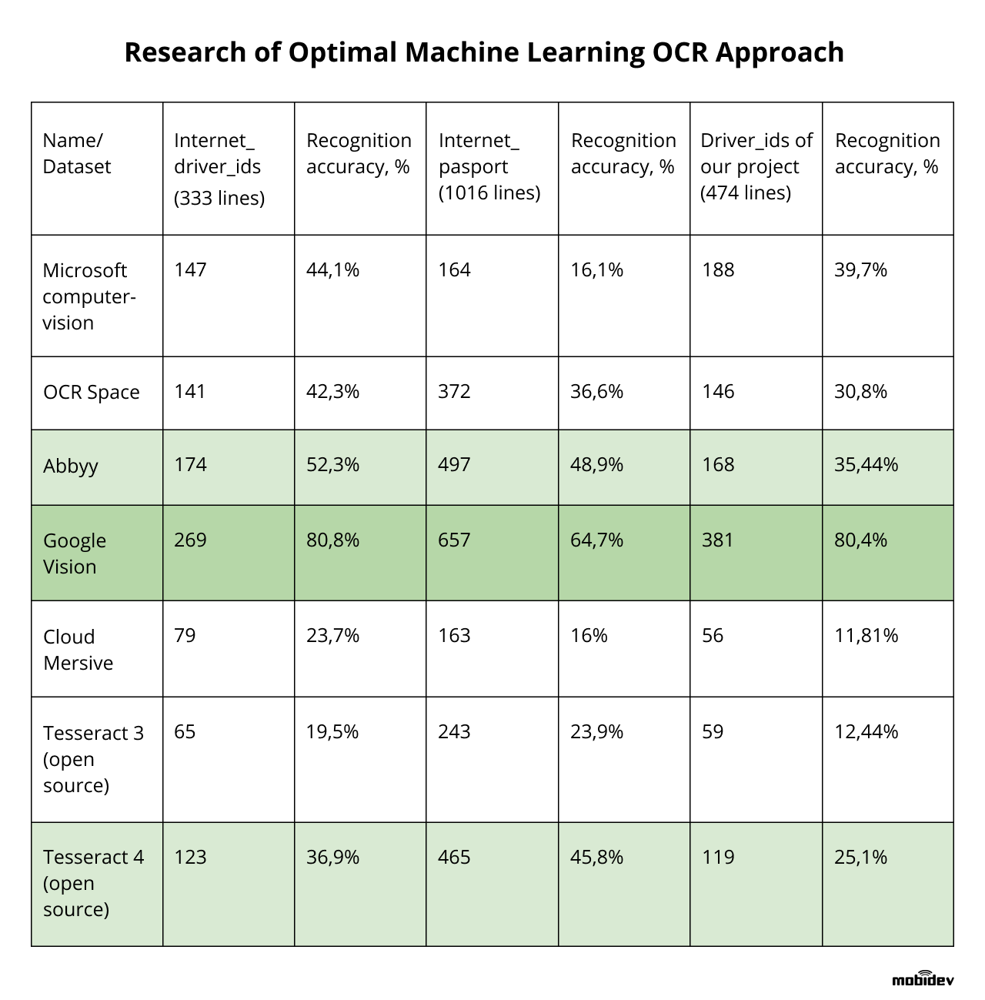 Research of Optimal Machine Learning OCR Approach
Name/
Dataset
Internet_
driver_ids
(333 lines)
Recognition
accuracy, %
Internet_
pasport
(1016 lines)
Recognition
accuracy, %
Driver_ids of
our project
(474 lines)
Recognition
accuracy, %
Microsoft
computer-
vision
147
44,1%
164
16,1%
188
39,7%
OCR Space
141
42,3%
372
36,6%
146
30,8%
Abbyy
174
52,3%
497
48,9%
168
35,44%
Google
Vision
269
80,8%
657
64,7%
381
80,4%
Cloud
Mersive
79
23,7%
163
16%
56
11,81%
Tesseract 3
(open
source)
65
19,5%
243
23,9%
59
12,44%
Tesseract 4
(open
source)
123
36,9%
465
45,8%
119
25,1%
mobidev